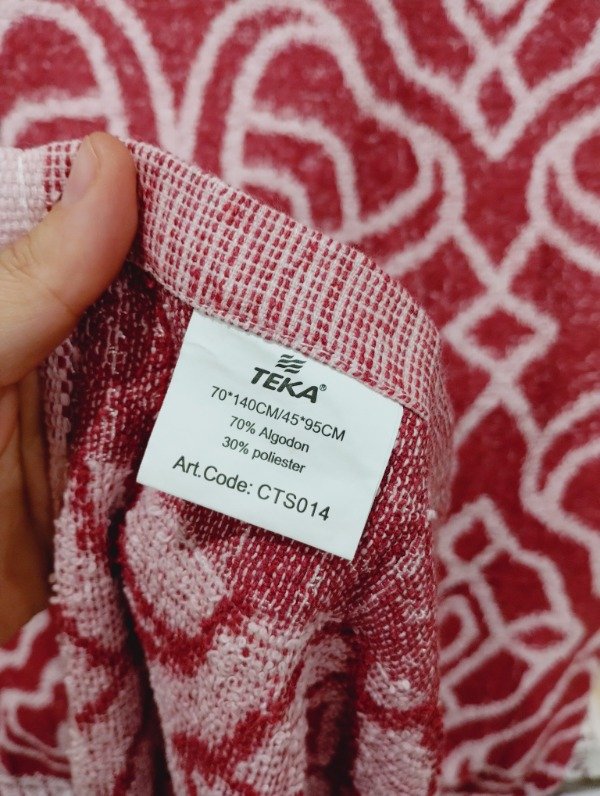 TEKA®
70*140CM/45*95CM
70% Algodon
30% poliester
Art.Code: CTS014